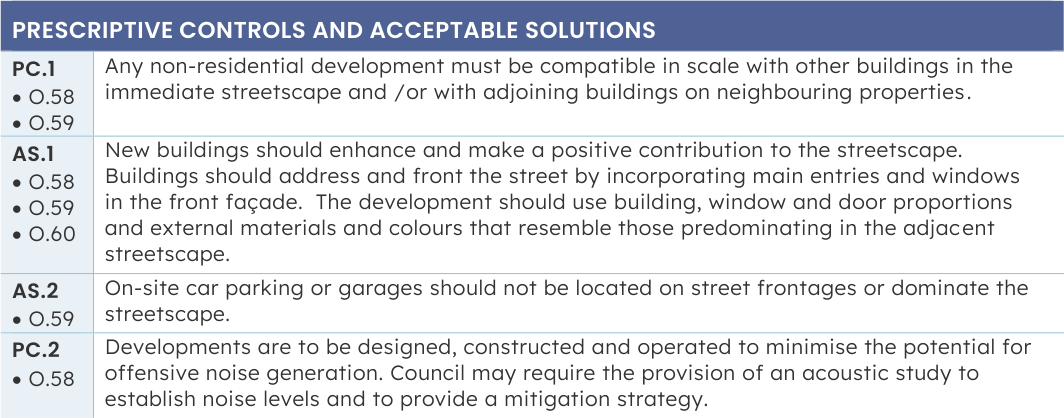 PRESCRIPTIVE CONTROLS AND ACCEPTABLE SOLUTIONS
PC.1
• O.58
• O.59
Any non-residential development must be compatible in scale with other buildings in the
immediate streetscape and /or with adjoining buildings on neighbouring properties.
AS.1
• O.58
• O.59
• O.60
New buildings should enhance and make a positive contribution to the streetscape.
Buildings should address and front the street by incorporating main entries and windows
in the front façade.  The development should use building, window and door proportions
and external materials and colours that resemble those predominating in the adjacent
streetscape.
AS.2
• O.59
On-site car parking or garages should not be located on street frontages or dominate the
streetscape.
PC.2
• O.58
Developments are to be designed, constructed and operated to minimise the potential for
offensive noise generation. Council may require the provision of an acoustic study to
establish noise levels and to provide a mitigation strategy.